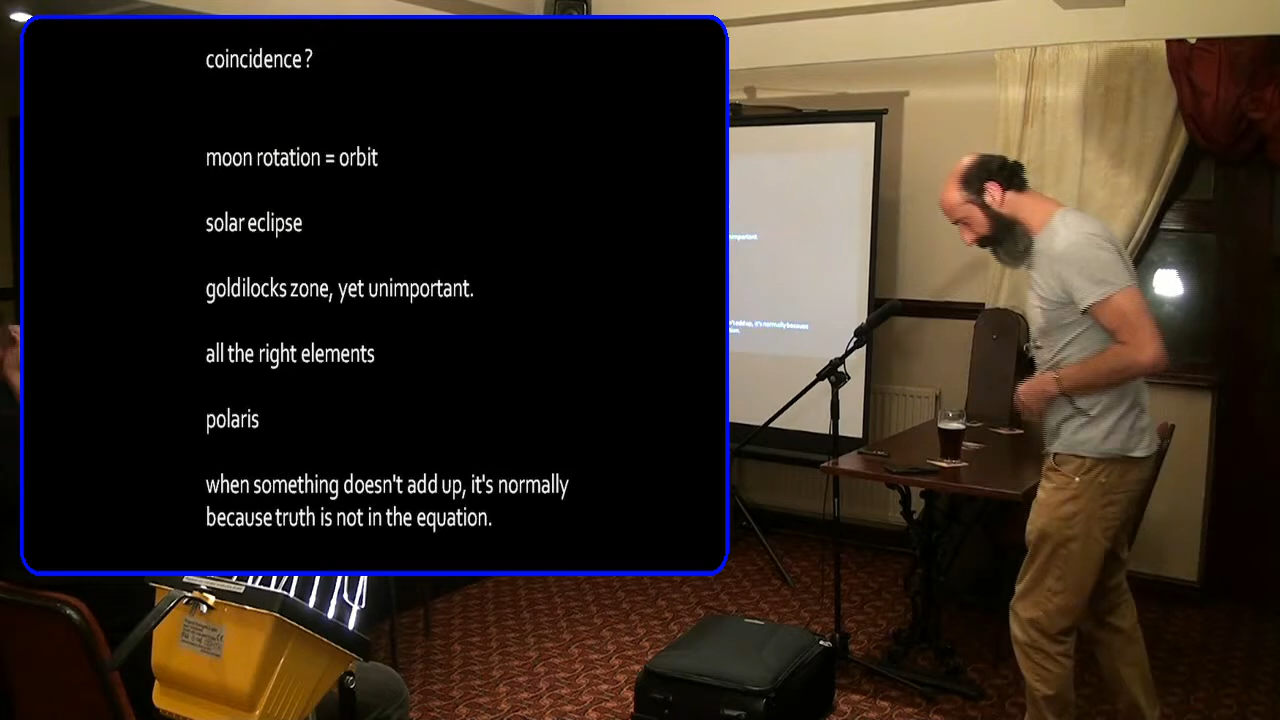 coincidence ?
moon rotation = orbit
solar eclipse
goldilocks zone, yet unimportant.
all the right elements
polaris
when something doesn't add up, it's normally
because truth is not in the equation.